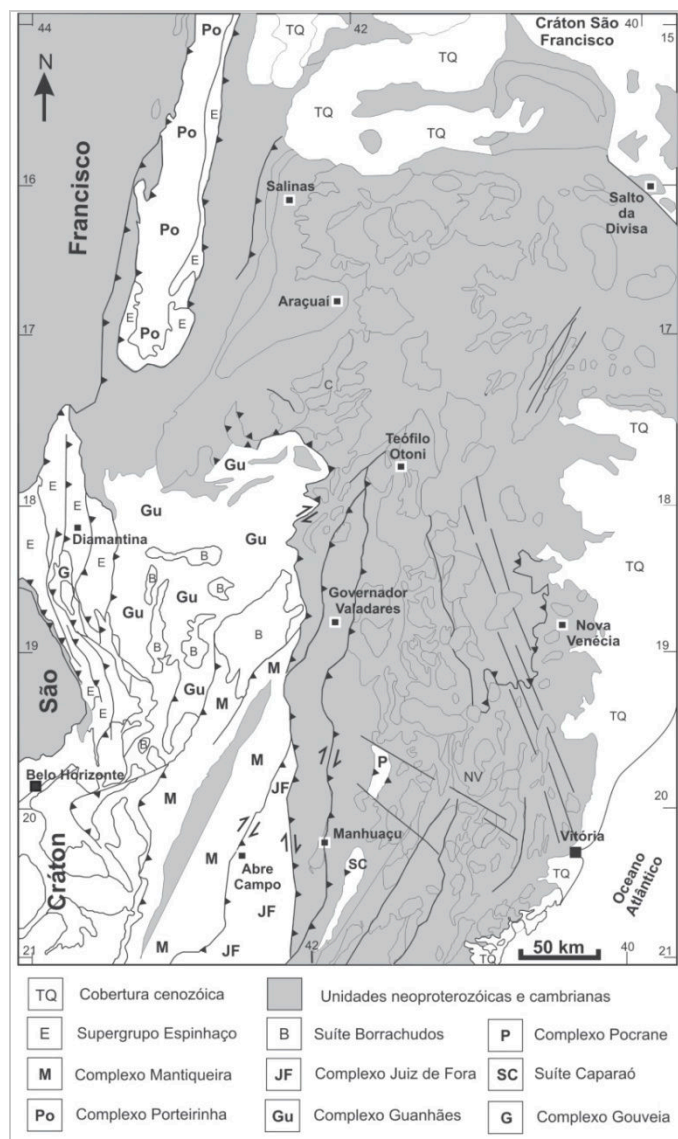 44
42
40
Po
TQ
TQ
Cráton São
Francisco
15
N
E
Po
TQ
TQ
16
Francisco
Po
Salinas
Salto
da
Divisa
E
E
Araçuaí
E
Po
17
17
C
TQ
Teófilo
Otoni
Gu
E
E
Gu
18
18
Diamantina
Gu
E
TQ
G
B
B
Gu
Gu
B
Governador
Valadares
Nova
Venécia
19
19
B
B
M
São
E
E
Gu
M
TQ
B
M
P
NV
Belo Horizonte
M
JF
20
20
Manhuaçu
Vitória
Cráton
M
Abre
Campo
SC
TQ
Oceano
Atlântico
JF
M
JF
50 km
TQ
21
42
40
21
TQ Cobertura cenozóica Unidades neoproterozóicas e cambrianas
E Supergrupo Espinhaço B Suíte Borrachudos P Complexo Pocrane
M Complexo Mantiqueira JF Complexo Juiz de Fora SC Suíte Caparaó
Po Complexo Porteirinha Gu Complexo Guanhães G Complexo Gouveia